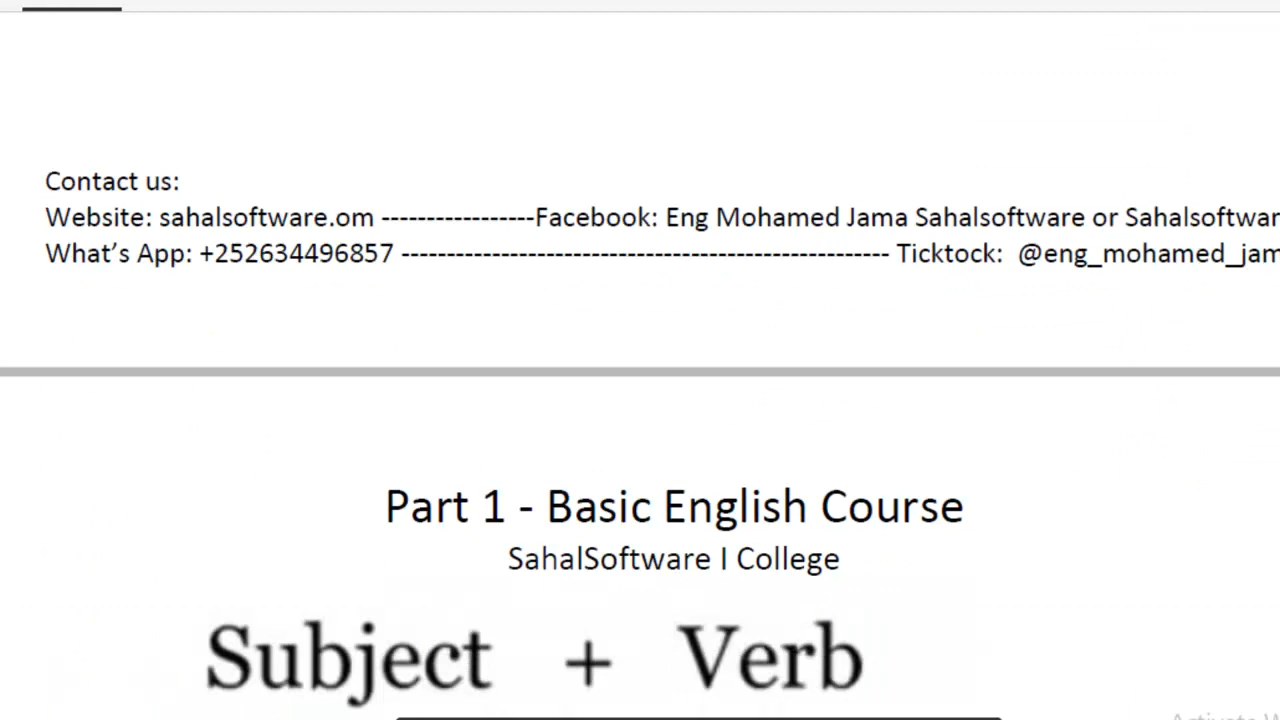 Contact us:
Website: sahalsoftware.om -----------------Facebook: Eng Mohamed Jama Sahalsoftware or Sahalsoftwar
What’s App: +252634496857 ------------------------------------------------------ Ticktock:  @eng_mohamed_jam
Part 1 - Basic English Course
SahalSoftware I College
Subject + Verb